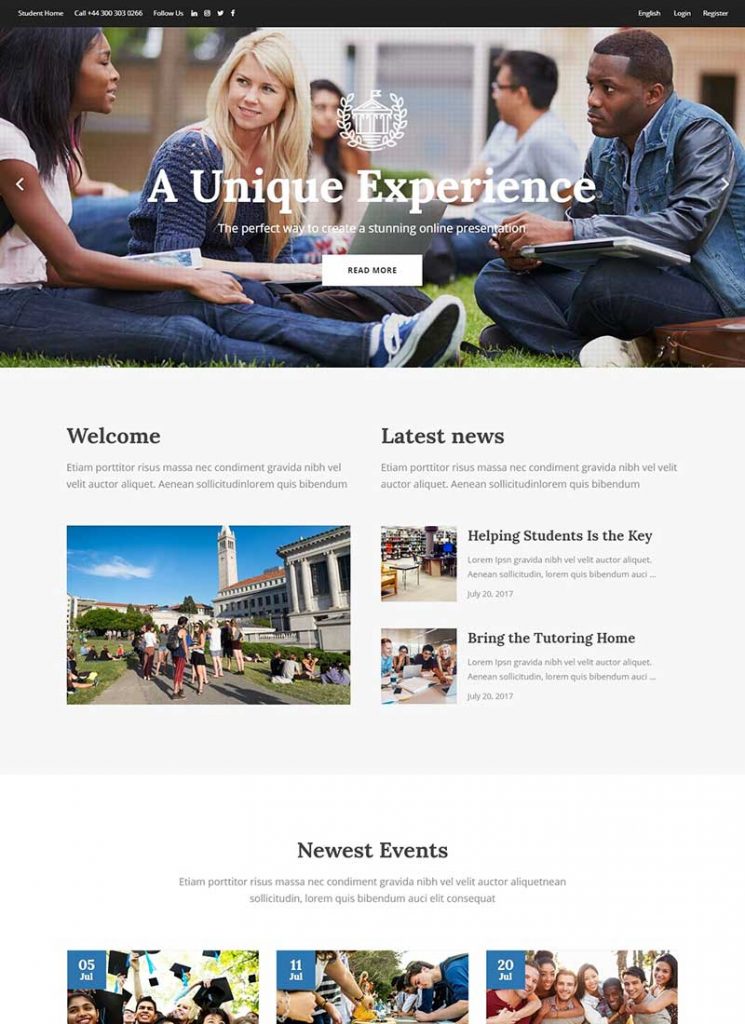 Student Home Call +44 300 303 0266 Follow Us English Login Register
A Unique Experience
The perfect way to create a stunning online presentation
READ MORE
Welcome
Etiam porttitor risus massa nec condiment gravida nibh vel
velit auctor aliquet. Aenean sollicitudinlorem quis bibendum
Latest news
Etiam porttitor risus massa nec condiment gravida nibh vel
velit auctor aliquet. Aenean sollicitudinlorem quis bibendum
Helping Students Is the Key
Lorem Ipsn gravida nibh vel velit auctor aliquet.
Aenean sollicitudin, lorem quis bibendum auci ...
July 20, 2017
Bring the Tutoring Home
Lorem Ipsn gravida nibh vel velit auctor aliquet.
Aenean sollicitudin, lorem quis bibendum auci ...
July 20, 2017
Newest Events
Etiam porttitor risus massa nec condiment gravida nibh vel velit auctor aliquetnean
sollicitudin, lorem quis bibendum auci elit consequat
05
Jul
11
Jul
20
Jul